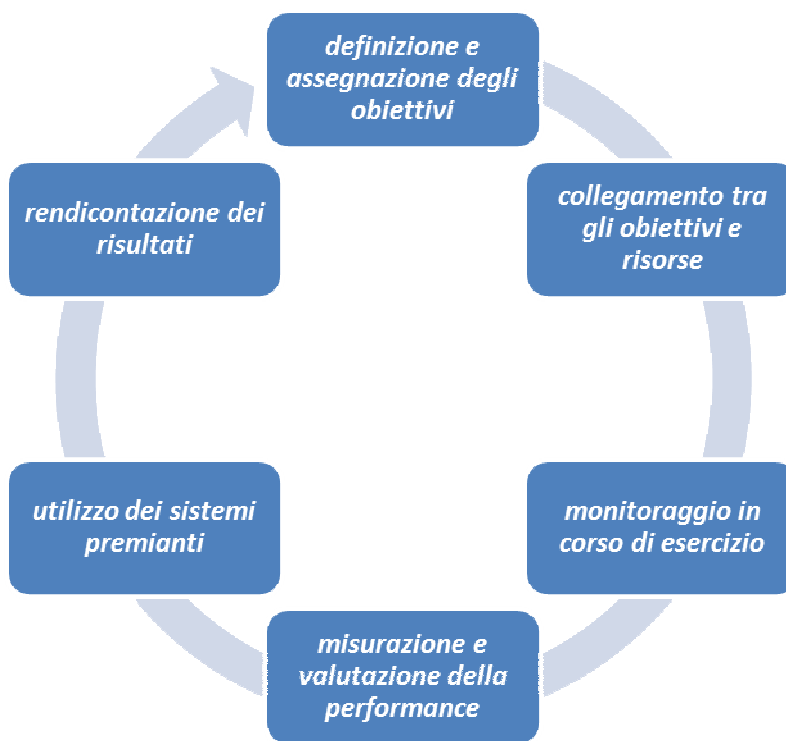 definizione e
assegnazione degli
obiettivi
collegamento tra
gli obiettivi e
risorse
monitoraggio in
corso di esercizio
misurazione e
valutazione della
performance
utilizzo dei sistemi
premianti
rendicontazione dei
risultati